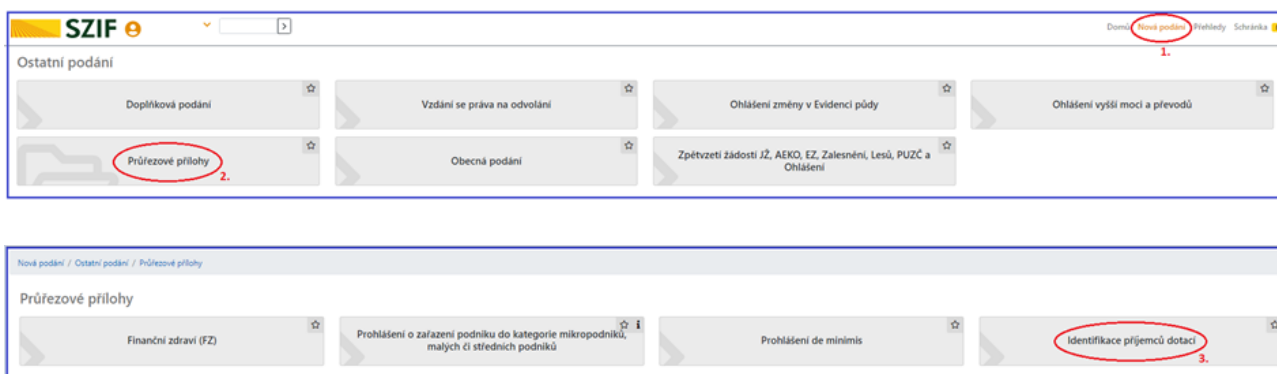 SZIF
Domů Nová podání Přehledy Schránka
1.
Ostatní podání
Doplňková podání
Vzdání se práva na odvolání
Ohlášení změny v Evidenci půdy
Ohlášení vyšší moci a převodů
Průřezové přílohy
2.
Obecná podání
Zpětvzetí žádostí JŽ, AEKO, EZ, Zalesnění, Lesů, PUZČ a
Ohlášení
Nová podání / Ostatní podání / Průřezové přílohy
Průřezové přílohy
Finanční zdraví (FZ)
Prohlášení o zařazení podniku do kategorie mikropodniků,
malých či středních podniků
Prohlášení de minimis
Identifikace příjemců dotací
3.